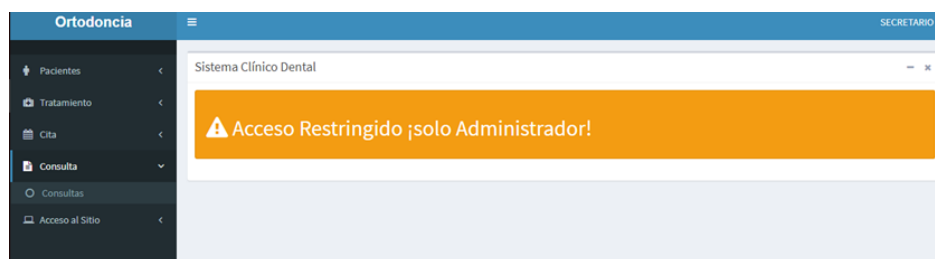 Ortodoncia
SECRETARIO
Pacientes
Tratamiento
Cita
Consulta
Consultas
Acceso al Sitio
Sistema Clínico Dental
Acceso Restringido ¡solo Administrador!